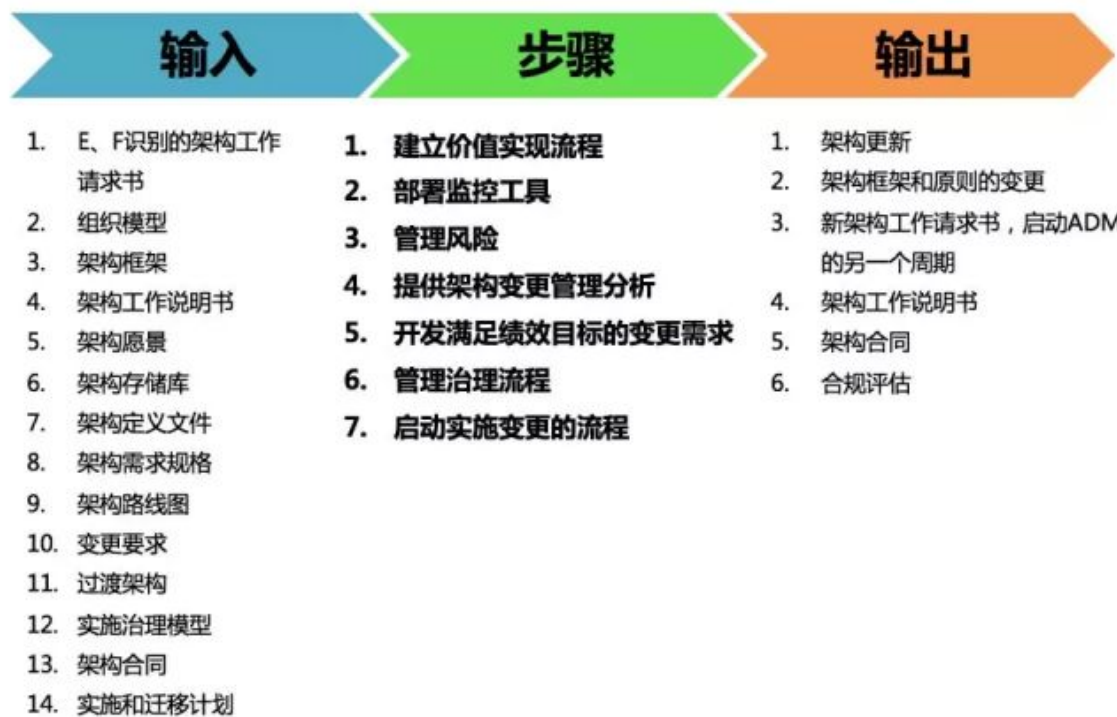 输入
步骤
输出
1. E、F识别的架构工作
请求书
2. 组织模型
3. 架构框架
4. 架构工作说明书
5. 架构愿景
6. 架构存储库
7. 架构定义文件
8. 架构需求规格
9. 架构路线图
10. 变更要求
11. 过渡架构
12. 实施治理模型
13. 架构合同
14. 实施和迁移计划
1. 建立价值实现流程
2. 部署监控工具
3. 管理风险
4. 提供架构变更管理分析
5. 开发满足绩效目标的变更需求
6. 管理治理流程
7. 启动实施变更的流程
1. 架构更新
2. 架构框架和原则的变更
3. 新架构工作请求书，启动ADM
的另一个周期
4. 架构工作说明书
5. 架构合同
6. 合规评估